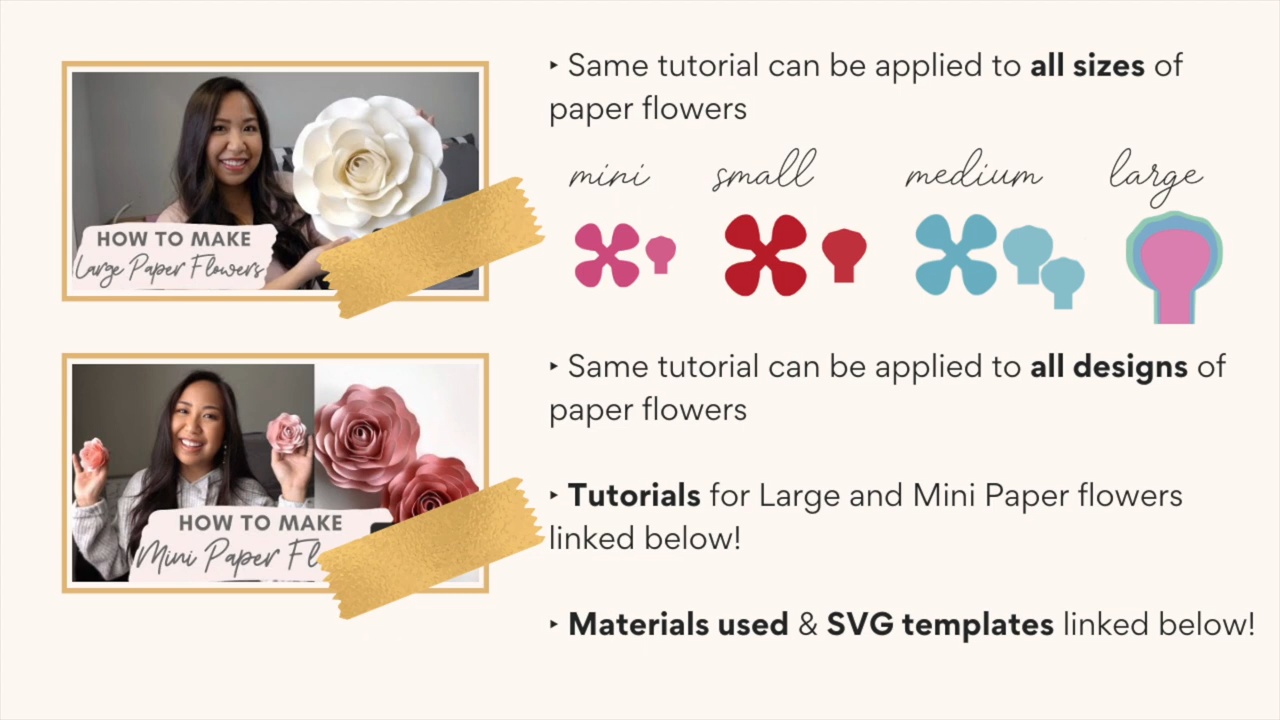 ‣ Same tutorial can be applied to all sizes of
paper flowers
mini small medium large
HOW TO MAKE
Large Paper Flowers
‣ Same tutorial can be applied to all designs of
paper flowers
‣ Tutorials for Large and Mini Paper flowers
linked below!
HOW TO MAKE
Mini Paper Fl
‣ Materials used & SVG templates linked below!